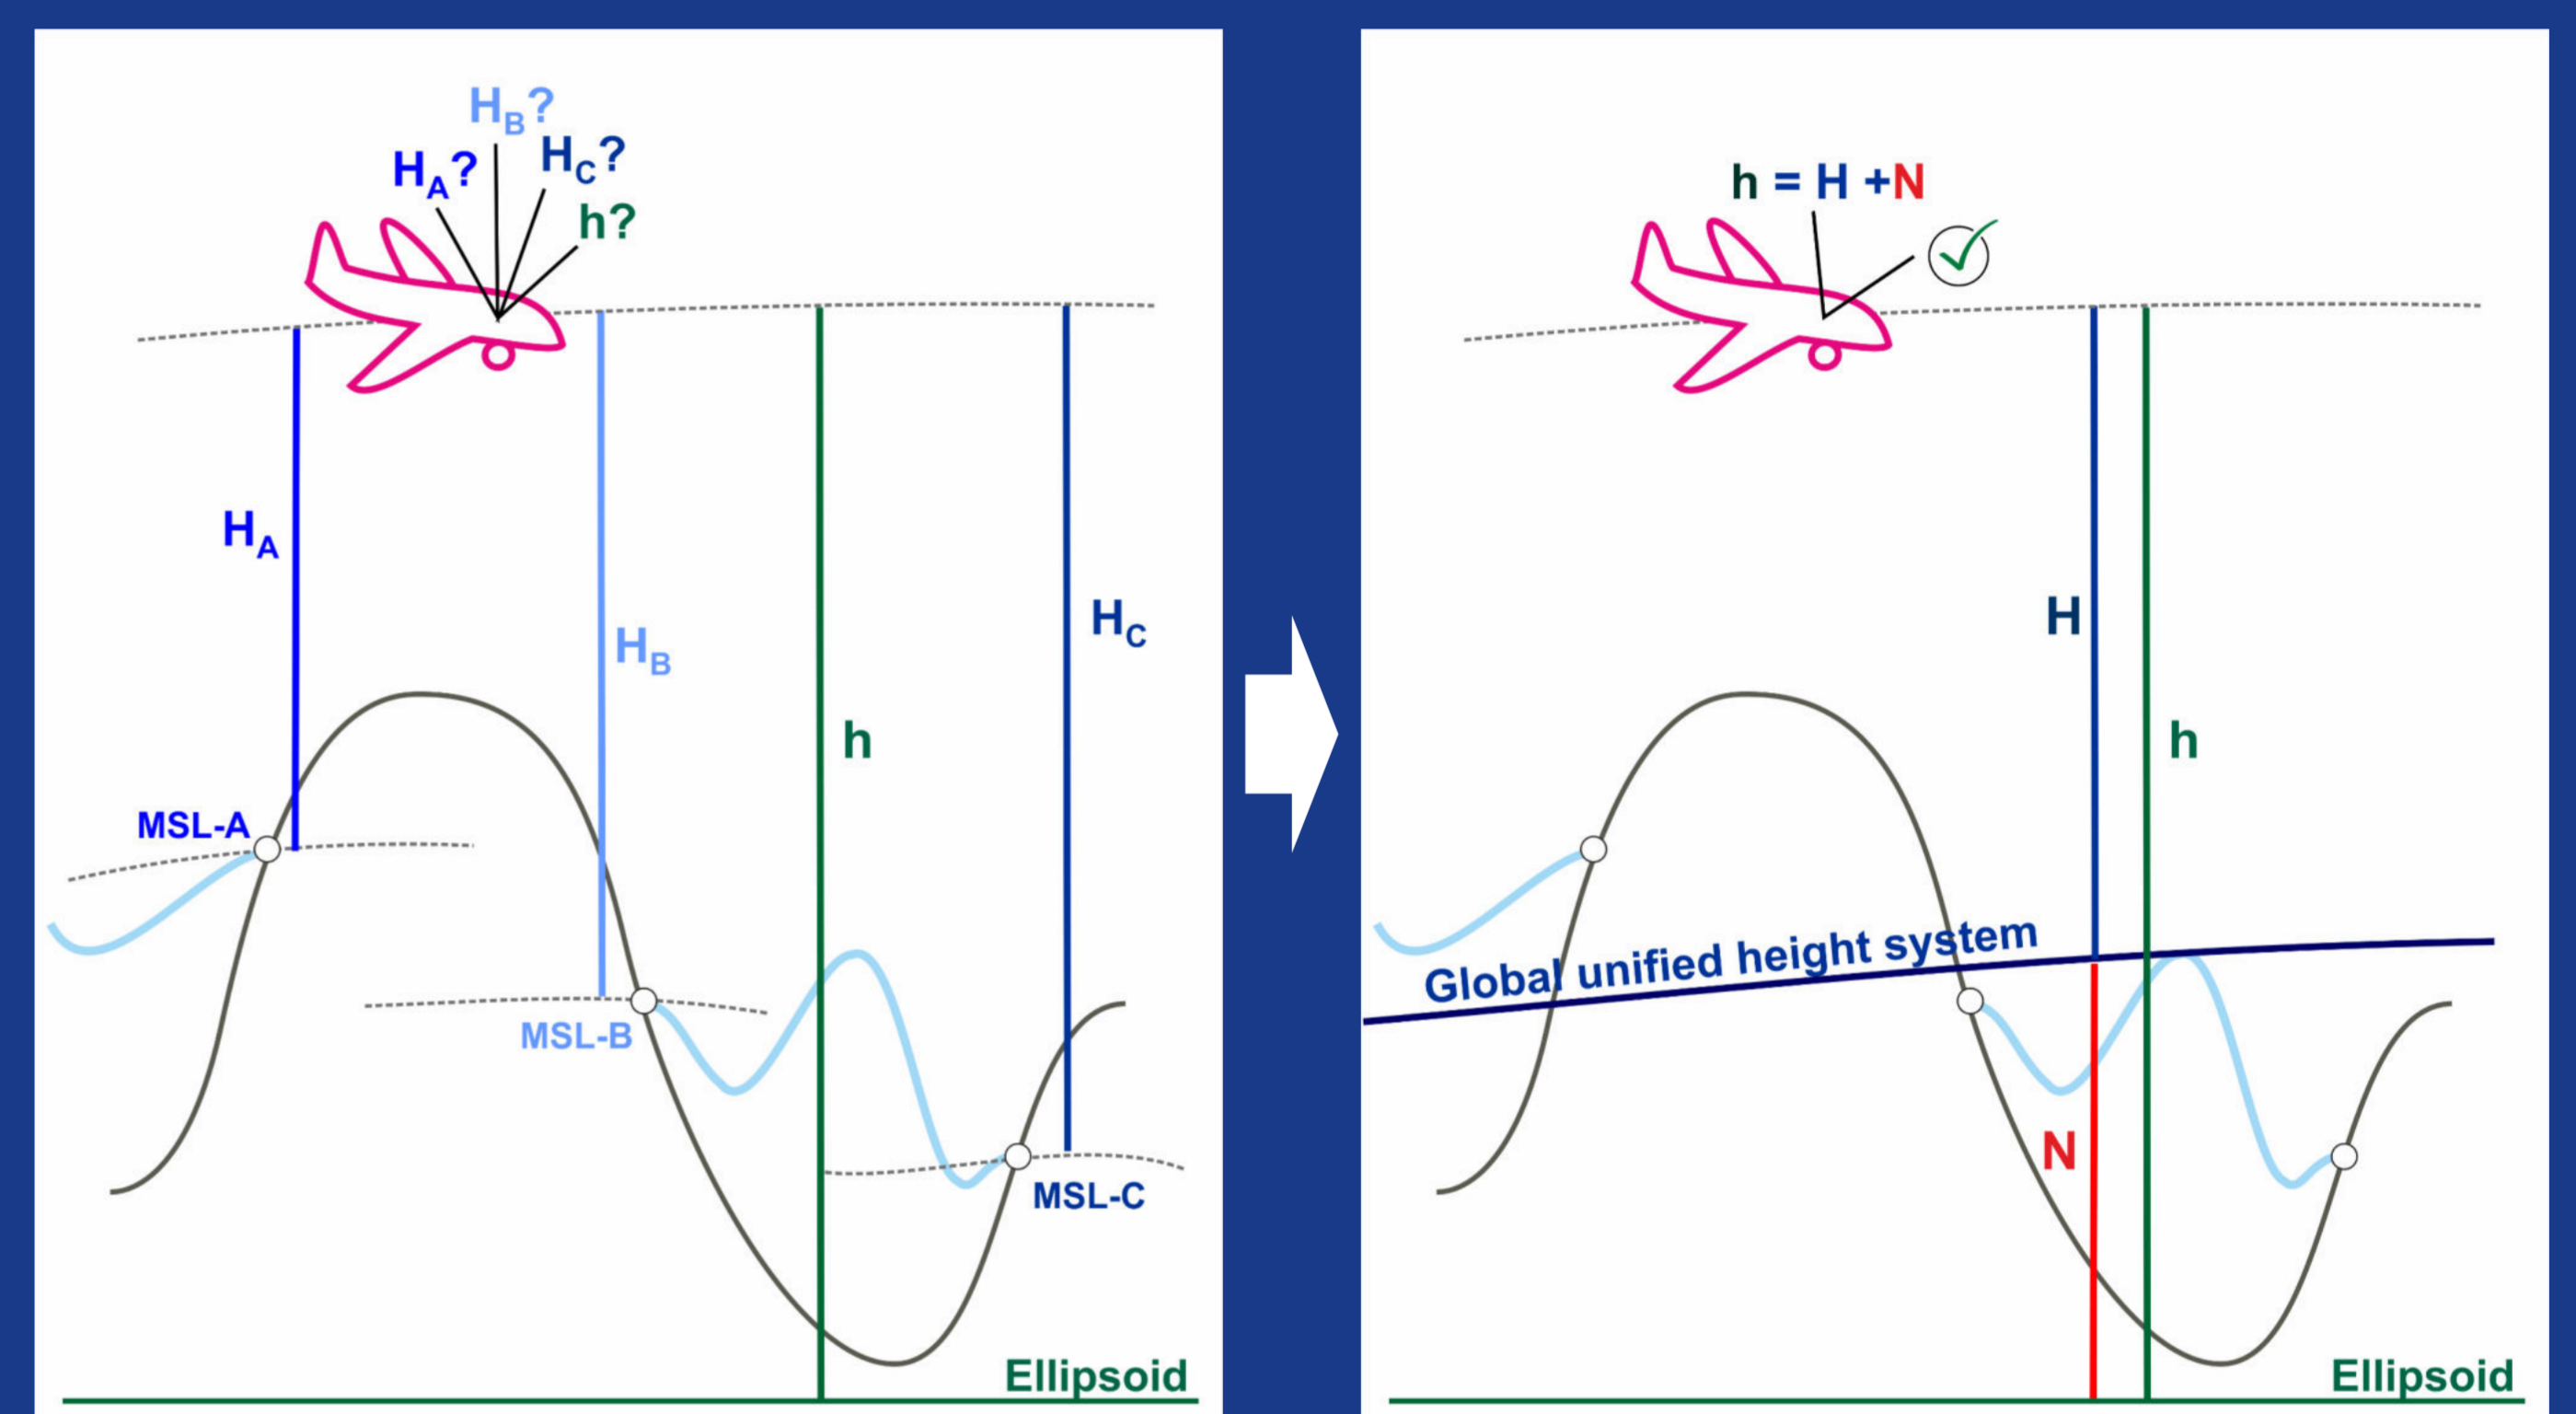 H_B?
H_A?
H_C?
h?
H_A
H_B
H_C
h
MSL-A
MSL-B
MSL-C
Ellipsoid
h = H +N
H
h
Global unified height system
N
Ellipsoid